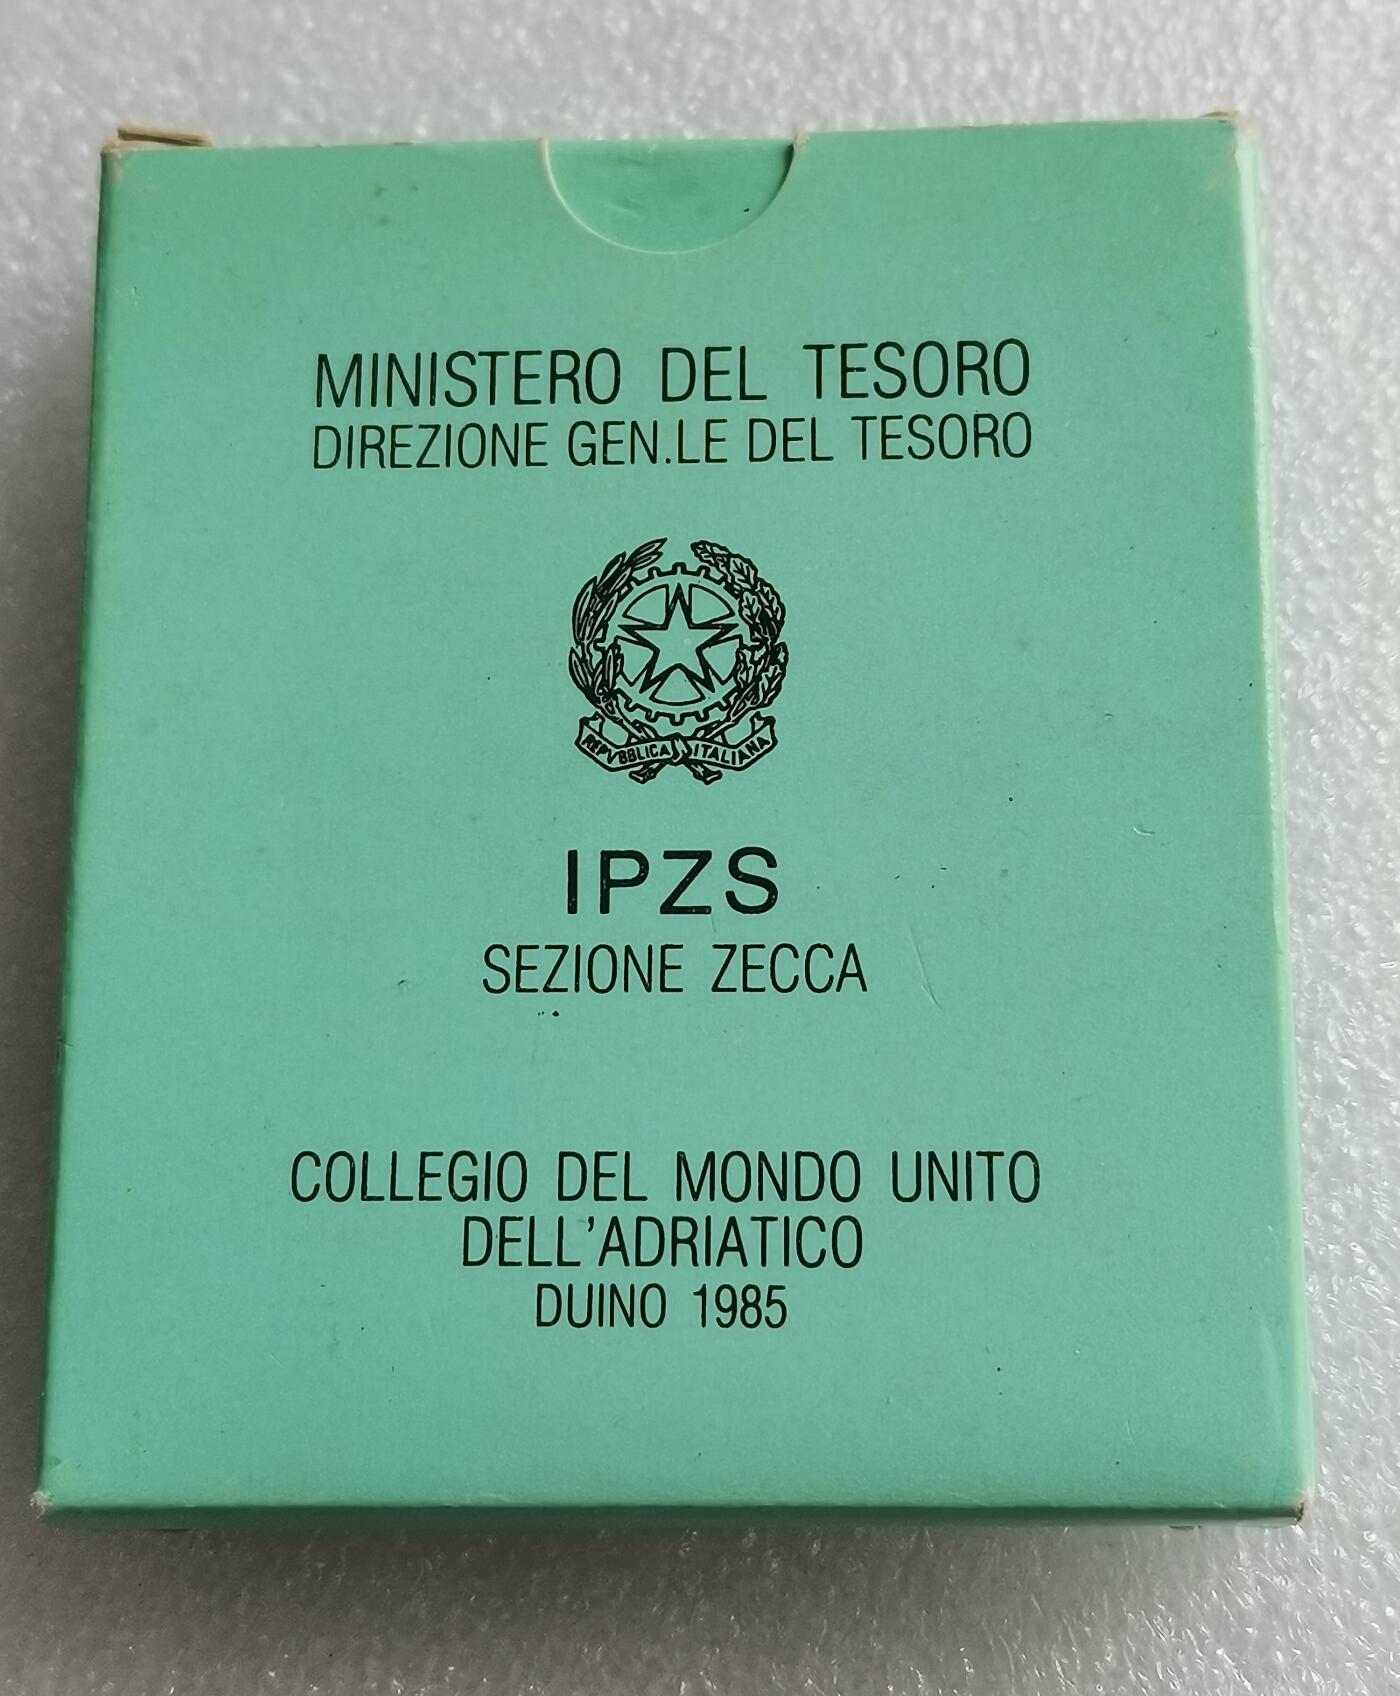 MINISTERO DEL TESORO
DIREZIONE GEN.LE DEL TESORO
REPVBBLICA ITALIANA
IPZS
SEZIONE ZECCA
COLLEGIO DEL MONDO UNITO
DELL'ADRIATICO
DUINO 1985